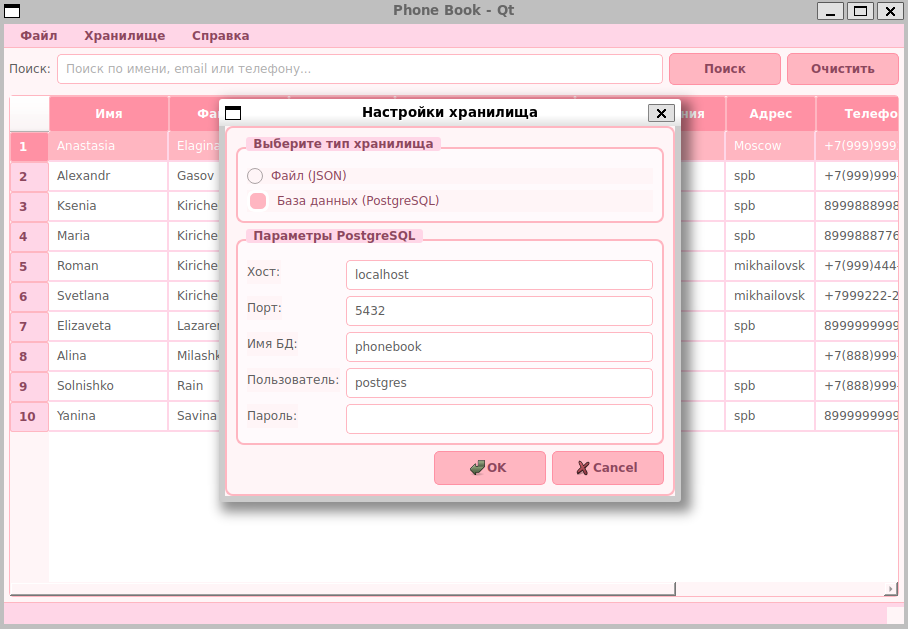 Phone Book - Qt
Файл Хранилище Справка
Поиск: Поиск по имени, email или телефону... Поиск Очистить
Имя Адрес
1 Anastasia Elagina Moscow +7(999)999
2 Alexandr Gasov spb +7(999)999-
3 Ksenia Kiriche spb 8999888998
4 Maria Kiriche spb 8999888776
5 Roman Kiriche mikhailovsk +7(999)444-
6 Svetlana Kiriche mikhailovsk +7999222-2
7 Elizaveta Lazare spb 8999999999
8 Alina Milashk +7(888)999-
9 Solnishko Rain spb +7(888)999-
10 Yanina Savina spb 8999999999
Настройки хранилища
Выберите тип хранилища
Файл (JSON)
База данных (PostgreSQL)
Параметры PostgreSQL
Хост: localhost
Порт: 5432
Имя БД: phonebook
Пользователь: postgres
Пароль:
OK Cancel